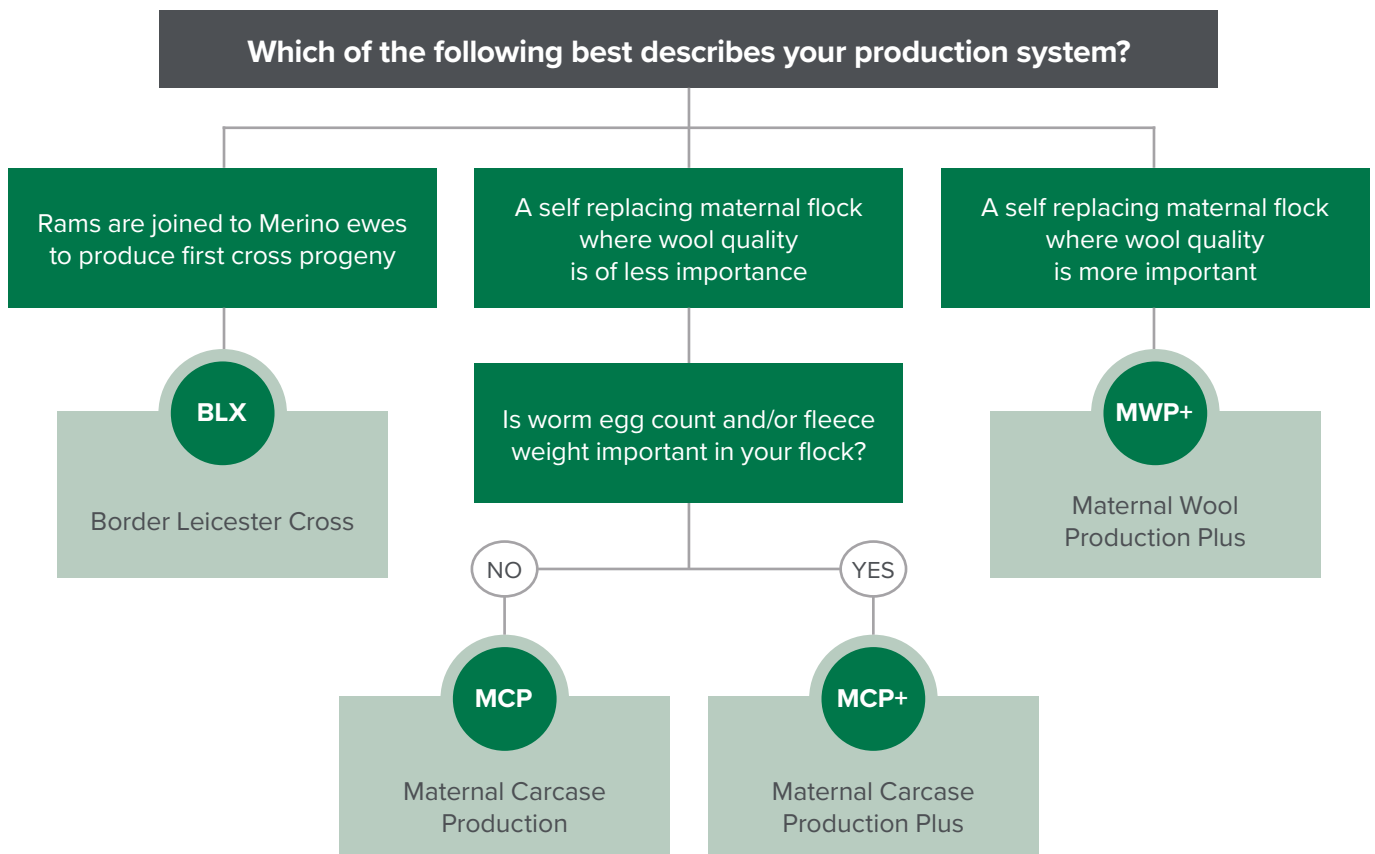 Which of the following best describes your production system?
Rams are joined to Merino ewes
to produce first cross progeny
A self replacing maternal flock
where wool quality
is of less importance
A self replacing maternal flock
where wool quality
is more important
BLX
Border Leicester Cross
Is worm egg count and/or fleece
weight important in your flock?
MWP+
Maternal Wool
Production Plus
NO
YES
MCP
Maternal Carcase
Production
MCP+
Maternal Carcase
Production Plus